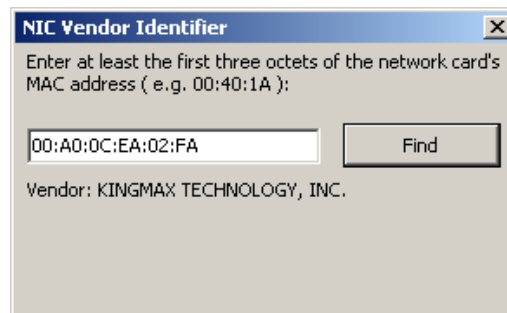 NIC Vendor Identifier
Enter at least the first three octets of the network card's
MAC address ( e.g. 00:40:1A ):
00:A0:0C:EA:02:FA
Find
Vendor: KINGMAX TECHNOLOGY, INC.